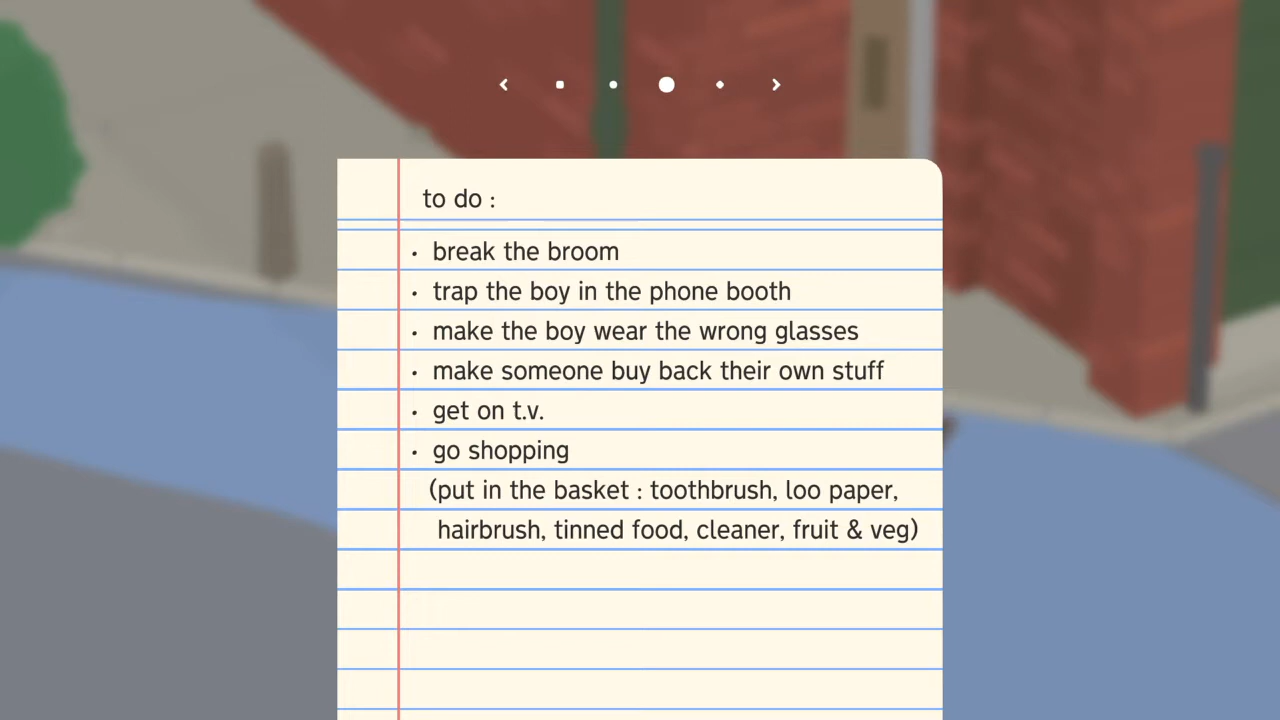 to do :
• break the broom
• trap the boy in the phone booth
• make the boy wear the wrong glasses
• make someone buy back their own stuff
• get on t.v.
• go shopping
(put in the basket : toothbrush, loo paper,
hairbrush, tinned food, cleaner, fruit & veg)